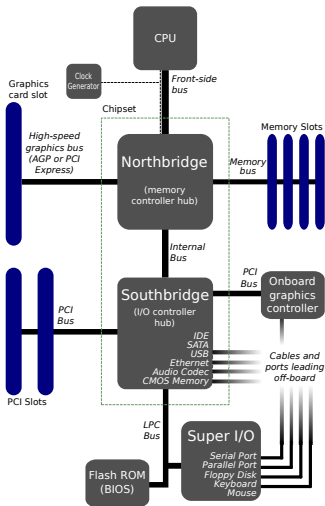 CPU
Clock
Generator
Front-side
bus
Graphics
card slot
Chipset
High-speed
graphics bus
(AGP or PCI
Express)
Northbridge
(memory
controller hub)
Memory
bus
Memory Slots
Internal
Bus
PCI
Bus
Southbridge
(I/O controller
hub)
IDE
SATA
USB
Ethernet
Audio Codec
CMOS Memory
PCI
Bus
Onboard
graphics
controller
Cables and
ports leading
off-board
PCI Slots
LPC
Bus
Super I/O
Serial Port
Parallel Port
Floppy Disk
Keyboard
Mouse
Flash ROM
(BIOS)